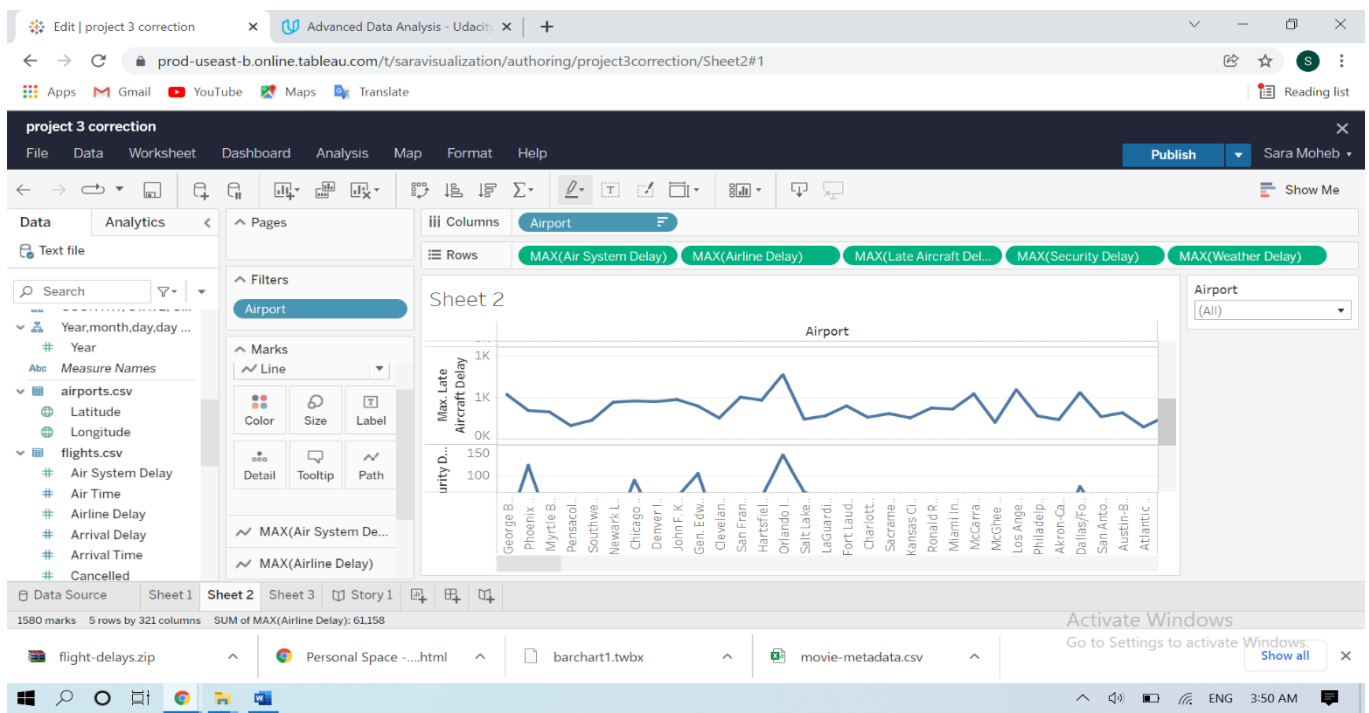 Edit | project 3 correction
Advanced Data Analysis - Udacity
prod-useast-b.online.tableau.com/t/saravisualization/authoring/project3correction/Sheet2#1
S
Apps Gmail YouTube Maps Translate Reading list
project 3 correction
File Data Worksheet Dashboard Analysis Map Format Help Publish Sara Moheb
Show Me
Data Analytics Pages iii Columns Airport
Text file Rows MAX(Air System Delay) MAX(Airline Delay) MAX(Late Aircraft Del... MAX(Security Delay) MAX(Weather Delay)
Search
Filters
Airport
Sheet 2
Airport
(All)
Year,month,day,day ...
Year
Abc Measure Names
airports.csv
Latitude
Longitude
flights.csv
Air System Delay
Air Time
Airline Delay
Arrival Delay
Arrival Time
Cancelled
Marks
Line
Color Size Label
Detail Tooltip Path
MAX(Air System De...
MAX(Airline Delay)
Airport
Max. Late
Aircraft Delay
1K
1K
0K
urity D..
150
100
George B..
Phoenix ..
Myrtle B..
Pensacol..
Southwe..
Newark L..
Chicago ..
Denver I..
John F. K..
Gen. Edw..
Clevelan..
San Fran..
Hartsfiel..
Orlando I..
Salt Lake..
LaGuardi..
Fort Laud..
Charlott..
Sacrame..
Kansas Ci..
Ronald R..
Miami In..
McCarra..
McGhee ..
Los Ange..
Philadelp..
Akron-Ca..
Dallas/Fo..
San Anto..
Austin-B..
Atlantic ..
Data Source Sheet 1 Sheet 2 Sheet 3 Story 1
1580 marks 5 rows by 321 columns SUM of MAX(Airline Delay): 61,158
Activate Windows
Go to Settings to activate Windows.
flight-delays.zip Personal Space -....html barchart1.twbx movie-metadata.csv Show all
ENG 3:50 AM